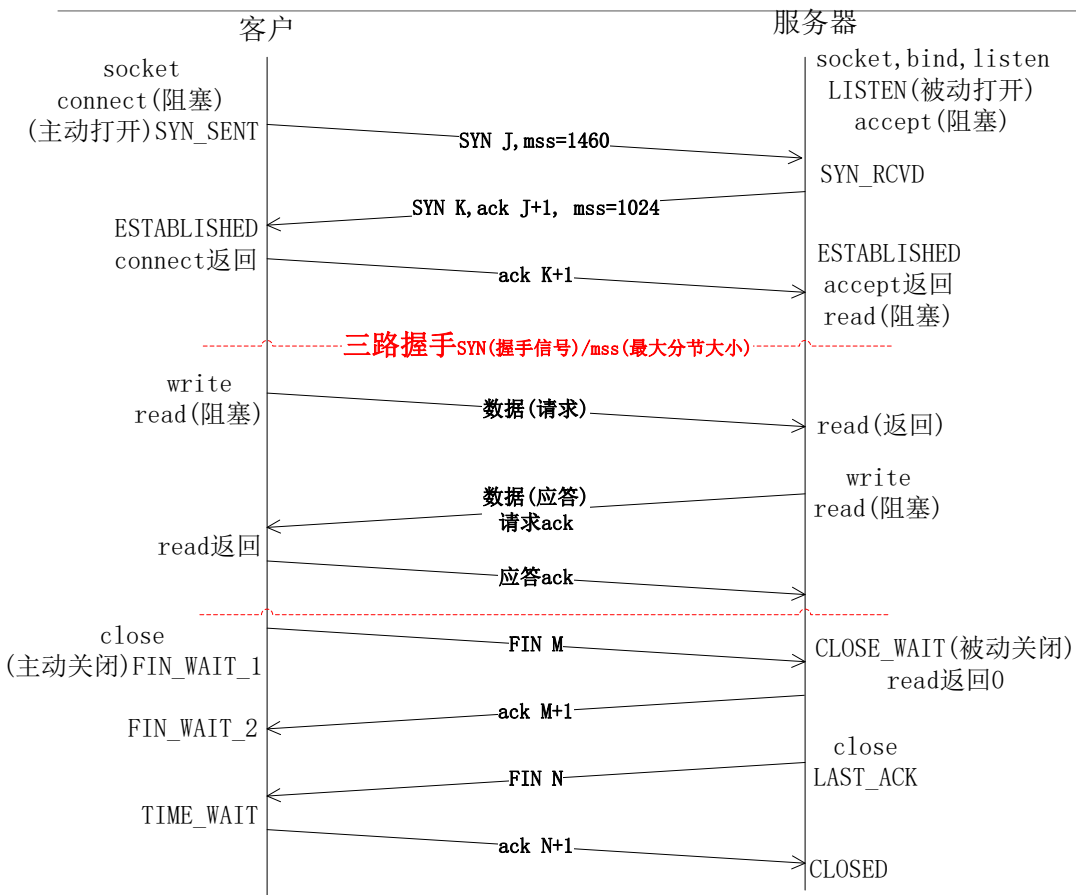 客户
服务器
socket
connect(阻塞)
(主动打开)SYN_SENT
socket,bind,listen
LISTEN(被动打开)
accept(阻塞)
SYN J,mss=1460
SYN_RCVD
SYN K,ack J+1, mss=1024
ESTABLISHED
connect返回
ack K+1
ESTABLISHED
accept返回
read(阻塞)
三路握手SYN(握手信号)/mss(最大分节大小)
write
read(阻塞)
数据(请求)
read(返回)
write
read(阻塞)
数据(应答)
请求ack
read返回
应答ack
close
(主动关闭)FIN_WAIT_1
FIN M
CLOSE_WAIT(被动关闭)
read返回0
ack M+1
FIN_WAIT_2
close
LAST_ACK
FIN N
TIME_WAIT
ack N+1
CLOSED